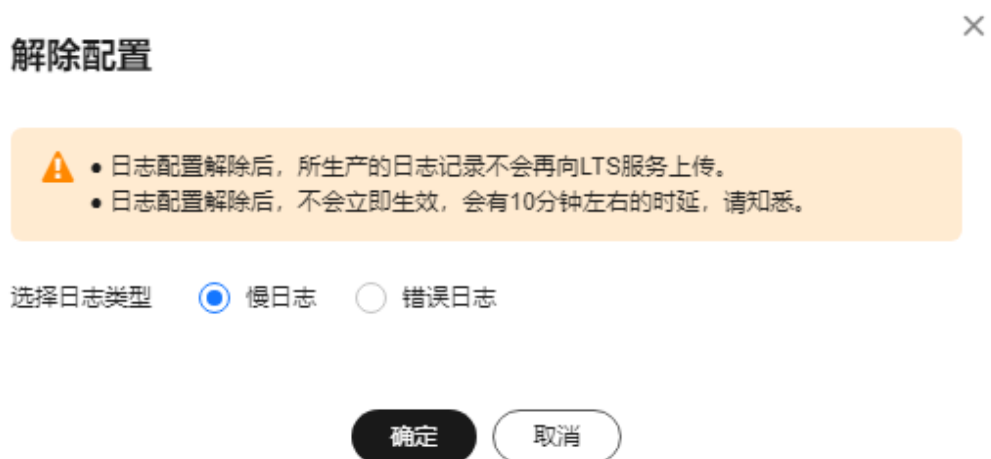 解除配置
● 日志配置解除后，所生产的日志记录不会再向LTS服务上传。
● 日志配置解除后，不会立即生效，会有10分钟左右的时延，请知悉。
选择日志类型 慢日志 错误日志
确定 取消